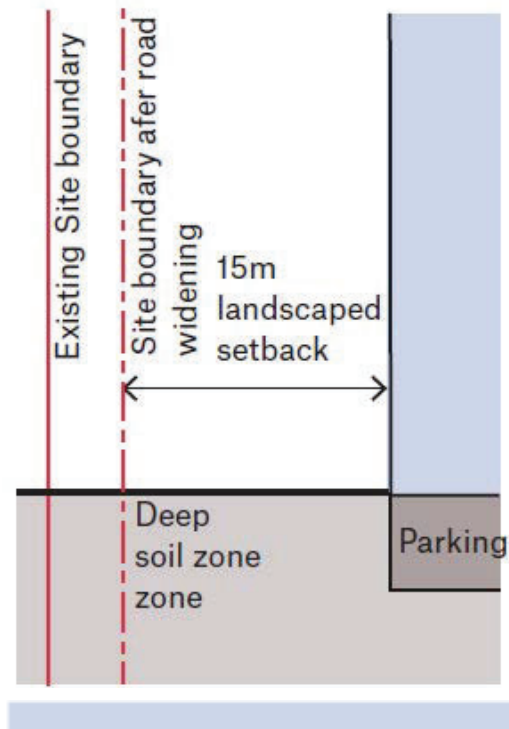 Existing Site boundary
Site boundary afer road
widening
15m
landscaped
setback
Deep
soil zone
zone
Parking